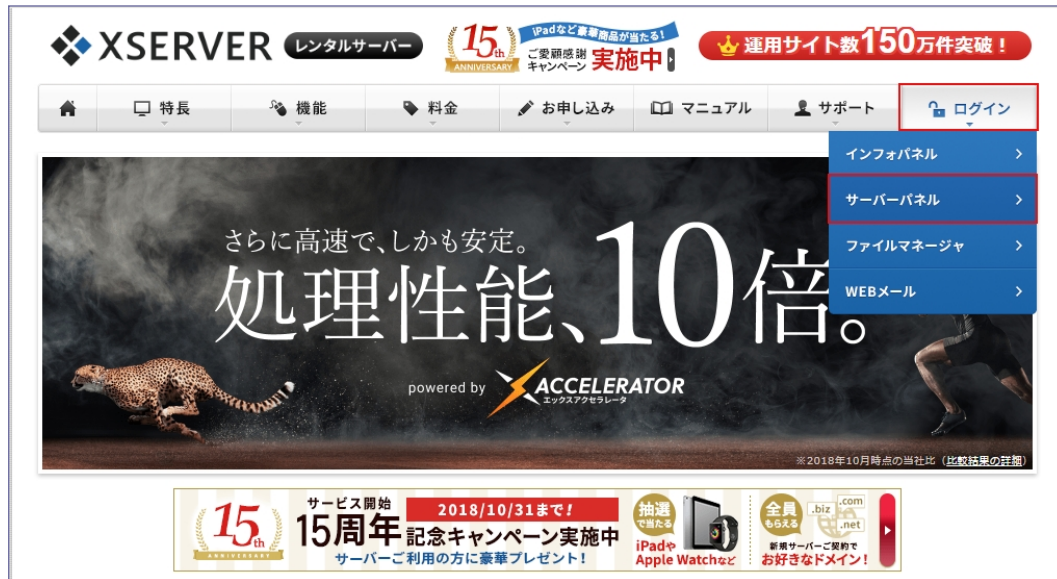 XSERVER レンタルサーバー
15th ANNIVERSARY
iPadなど豪華商品が当たる!
ご愛顧感謝
キャンペーン 実施中
運用サイト数150万件突破!
特長 機能 料金 お申し込み マニュアル サポート ログイン
インフォパネル
サーバーパネル
ファイルマネージャ
WEBメール
さらに高速で、しかも安定。
処理性能、10倍。
powered by XACCELERATOR
エックスアクセラレータ
※2018年10月時点の当社比 (比較結果の詳細)
15th
ANNIVERSARY
サービス開始
15周年
2018/10/31まで!
記念キャンペーン実施中
サーバーご利用の方に豪華プレゼント!
抽選
で当たる
iPadや
Apple Watchなど
全員
もらえる
.biz .com
.net
新規サーバーご契約で
お好きなドメイン!